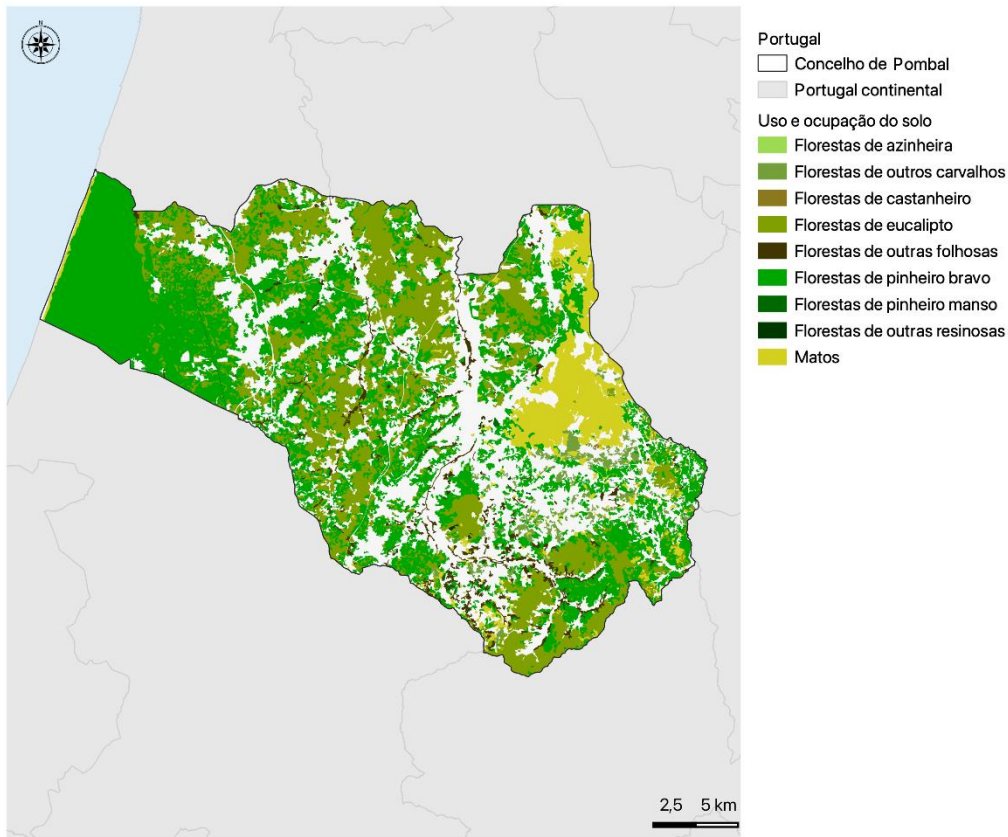 Portugal
Concelho de Pombal
Portugal continental
Uso e ocupação do solo
Florestas de azinheira
Florestas de outros carvalhos
Florestas de castanheiro
Florestas de eucalipto
Florestas de outras folhosas
Florestas de pinheiro bravo
Florestas de pinheiro manso
Florestas de outras resinosas
Matos
2,5 5 km